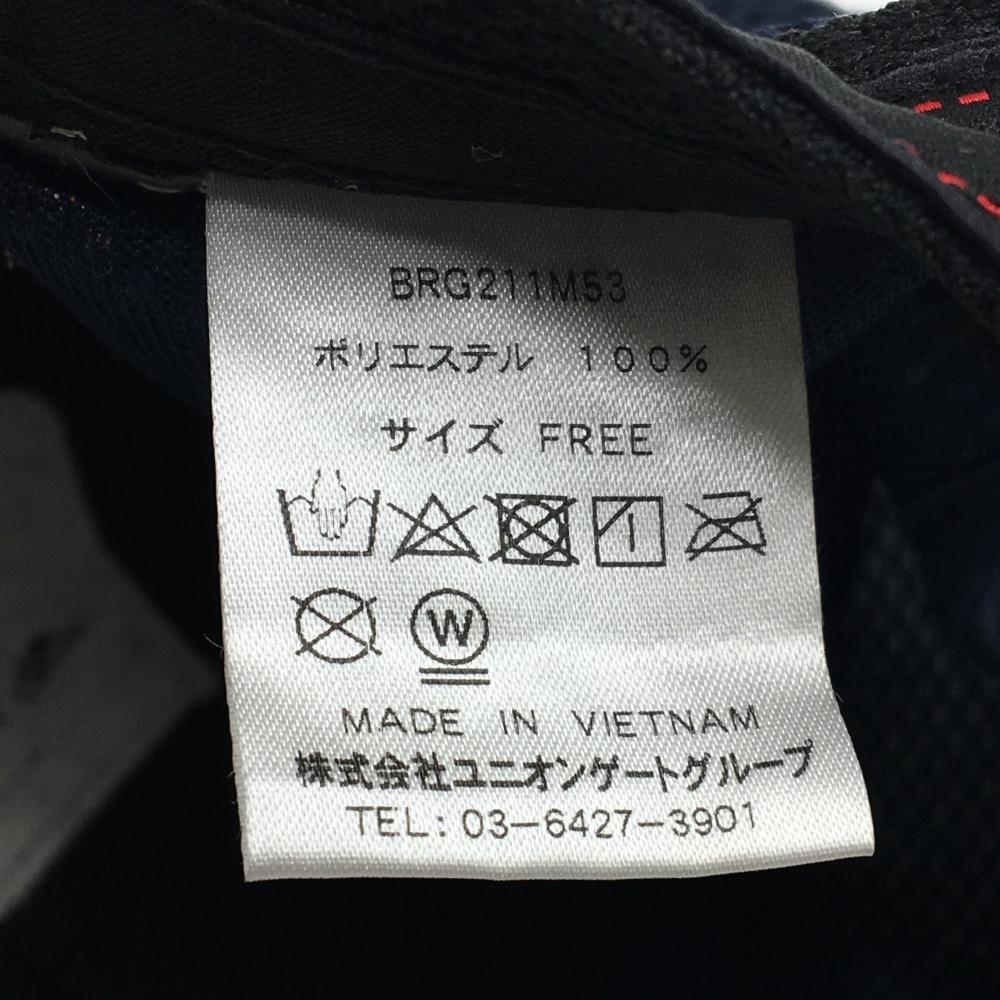 BRG211M53
ポリエステル 100%
サイズ FREE
W
MADE IN VIETNAM
株式会社ユニオンゲートグループ
TEL: 03-6427-3901